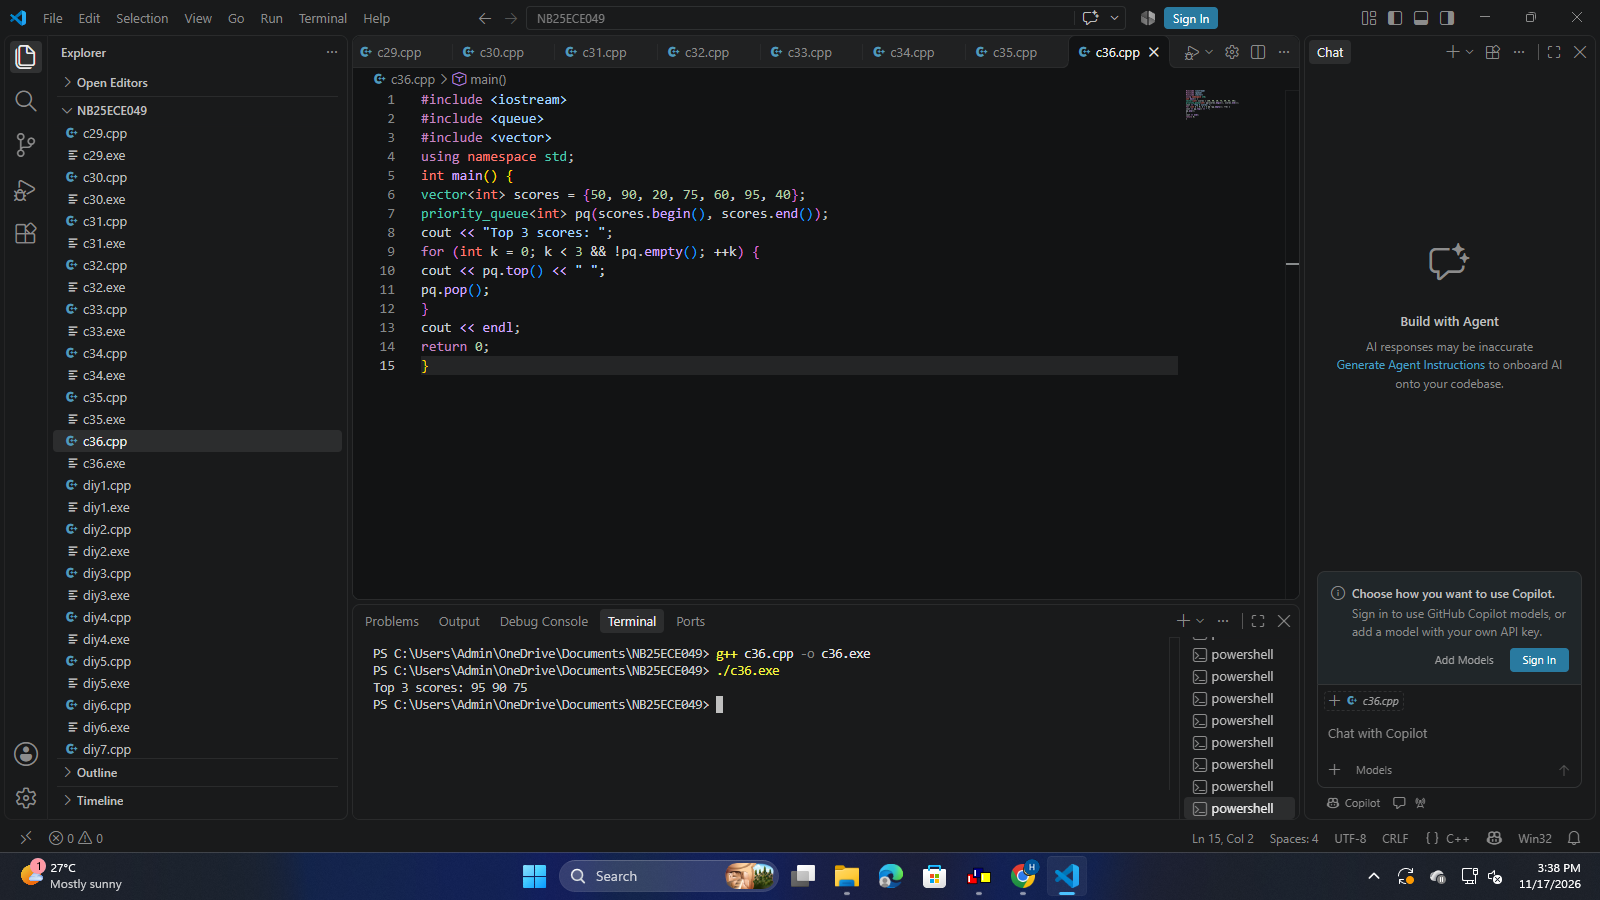 File Edit Selection View Go Run Terminal Help
NB25ECE049
Sign In
Explorer
Open Editors
NB25ECE049
c29.cpp
c29.exe
c30.cpp
c30.exe
c31.cpp
c31.exe
c32.cpp
c32.exe
c33.cpp
c33.exe
c34.cpp
c34.exe
c35.cpp
c35.exe
c36.cpp
c36.exe
diy1.cpp
diy1.exe
diy2.cpp
diy2.exe
diy3.cpp
diy3.exe
diy4.cpp
diy4.exe
diy5.cpp
diy5.exe
diy6.cpp
diy6.exe
diy7.cpp
Outline
Timeline
c29.cpp c30.cpp c31.cpp c32.cpp c33.cpp c34.cpp c35.cpp c36.cpp
c36.cpp > main()
1 #include <iostream>
2 #include <queue>
3 #include <vector>
4 using namespace std;
5 int main() {
6 vector<int> scores = {50, 90, 20, 75, 60, 95, 40};
7 priority_queue<int> pq(scores.begin(), scores.end());
8 cout << "Top 3 scores: ";
9 for (int k = 0; k < 3 && !pq.empty(); ++k) {
10 cout << pq.top() << " ";
11 pq.pop();
12 }
13 cout << endl;
14 return 0;
15 }
Problems Output Debug Console Terminal Ports
PS C:\Users\Admin\OneDrive\Documents\NB25ECE049> g++ c36.cpp -o c36.exe
PS C:\Users\Admin\OneDrive\Documents\NB25ECE049> ./c36.exe
Top 3 scores: 95 90 75
PS C:\Users\Admin\OneDrive\Documents\NB25ECE049>
powershell
powershell
powershell
powershell
powershell
powershell
powershell
powershell
Chat
Build with Agent
AI responses may be inaccurate
Generate Agent Instructions to onboard AI
onto your codebase.
Choose how you want to use Copilot.
Sign in to use GitHub Copilot models, or
add a model with your own API key.
Add Models Sign In
c36.cpp
Chat with Copilot
Models
Copilot
0 0
Ln 15, Col 2 Spaces: 4 UTF-8 CRLF {} C++ Win32
1
27°C
Mostly sunny
Search
H
3:38 PM
11/17/2026